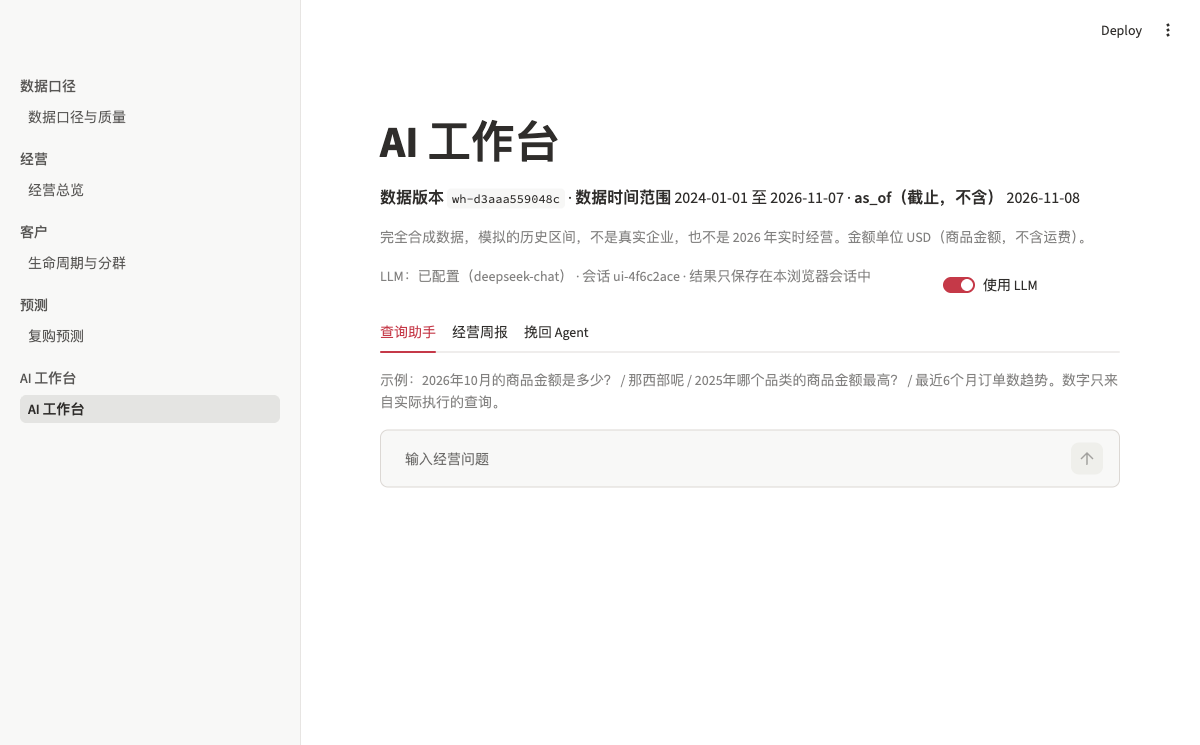 Deploy
数据口径
数据口径与质量
经营
经营总览
客户
生命周期与分群
预测
复购预测
AI 工作台
AI 工作台
AI 工作台
数据版本 wh-d3aaa559048c · 数据时间范围 2024-01-01 至 2026-11-07 · as_of（截止，不含） 2026-11-08
完全合成数据，模拟的历史区间，不是真实企业，也不是 2026 年实时经营。金额单位 USD（商品金额，不含运费）。
LLM：已配置（deepseek-chat） · 会话 ui-4f6c2ace · 结果只保存在本浏览器会话中
使用 LLM
查询助手 经营周报 挽回 Agent
示例：2026年10月的商品金额是多少？ / 那西部呢 / 2025年哪个品类的商品金额最高？ / 最近6个月订单数趋势。数字只来
自实际执行的查询。
输入经营问题